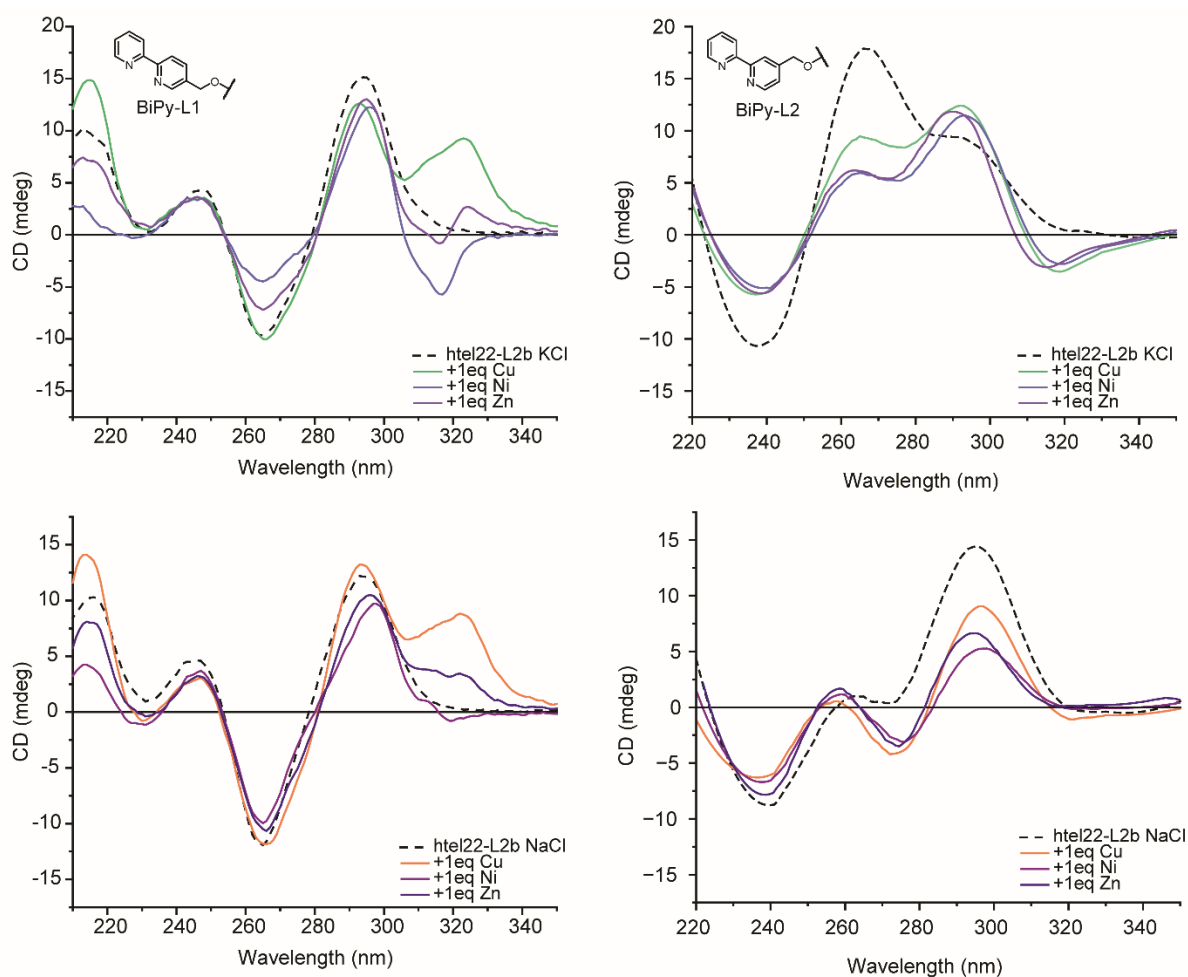 20
15
10
5
0
-5
-10
-15
CD (mdeg)
N
N
O
BiPy-L1
htel22-L2b KCl
+1eq Cu
+1eq Ni
+1eq Zn
220 240 260 280 300 320 340
Wavelength (nm)
20
15
10
5
0
−5
−10
−15
CD (mdeg)
N
N
O
BiPy-L2
htel22-L2b KCl
+1eq Cu
+1eq Ni
+1eq Zn
220 240 260 280 300 320 340
Wavelength (nm)
15
10
5
0
-5
-10
-15
CD (mdeg)
htel22-L2b NaCl
+1eq Cu
+1eq Ni
+1eq Zn
220 240 260 280 300 320 340
Wavelength (nm)
15
10
5
0
−5
−10
−15
CD (mdeg)
htel22-L2b NaCl
+1eq Cu
+1eq Ni
+1eq Zn
220 240 260 280 300 320 340
Wavelength (nm)